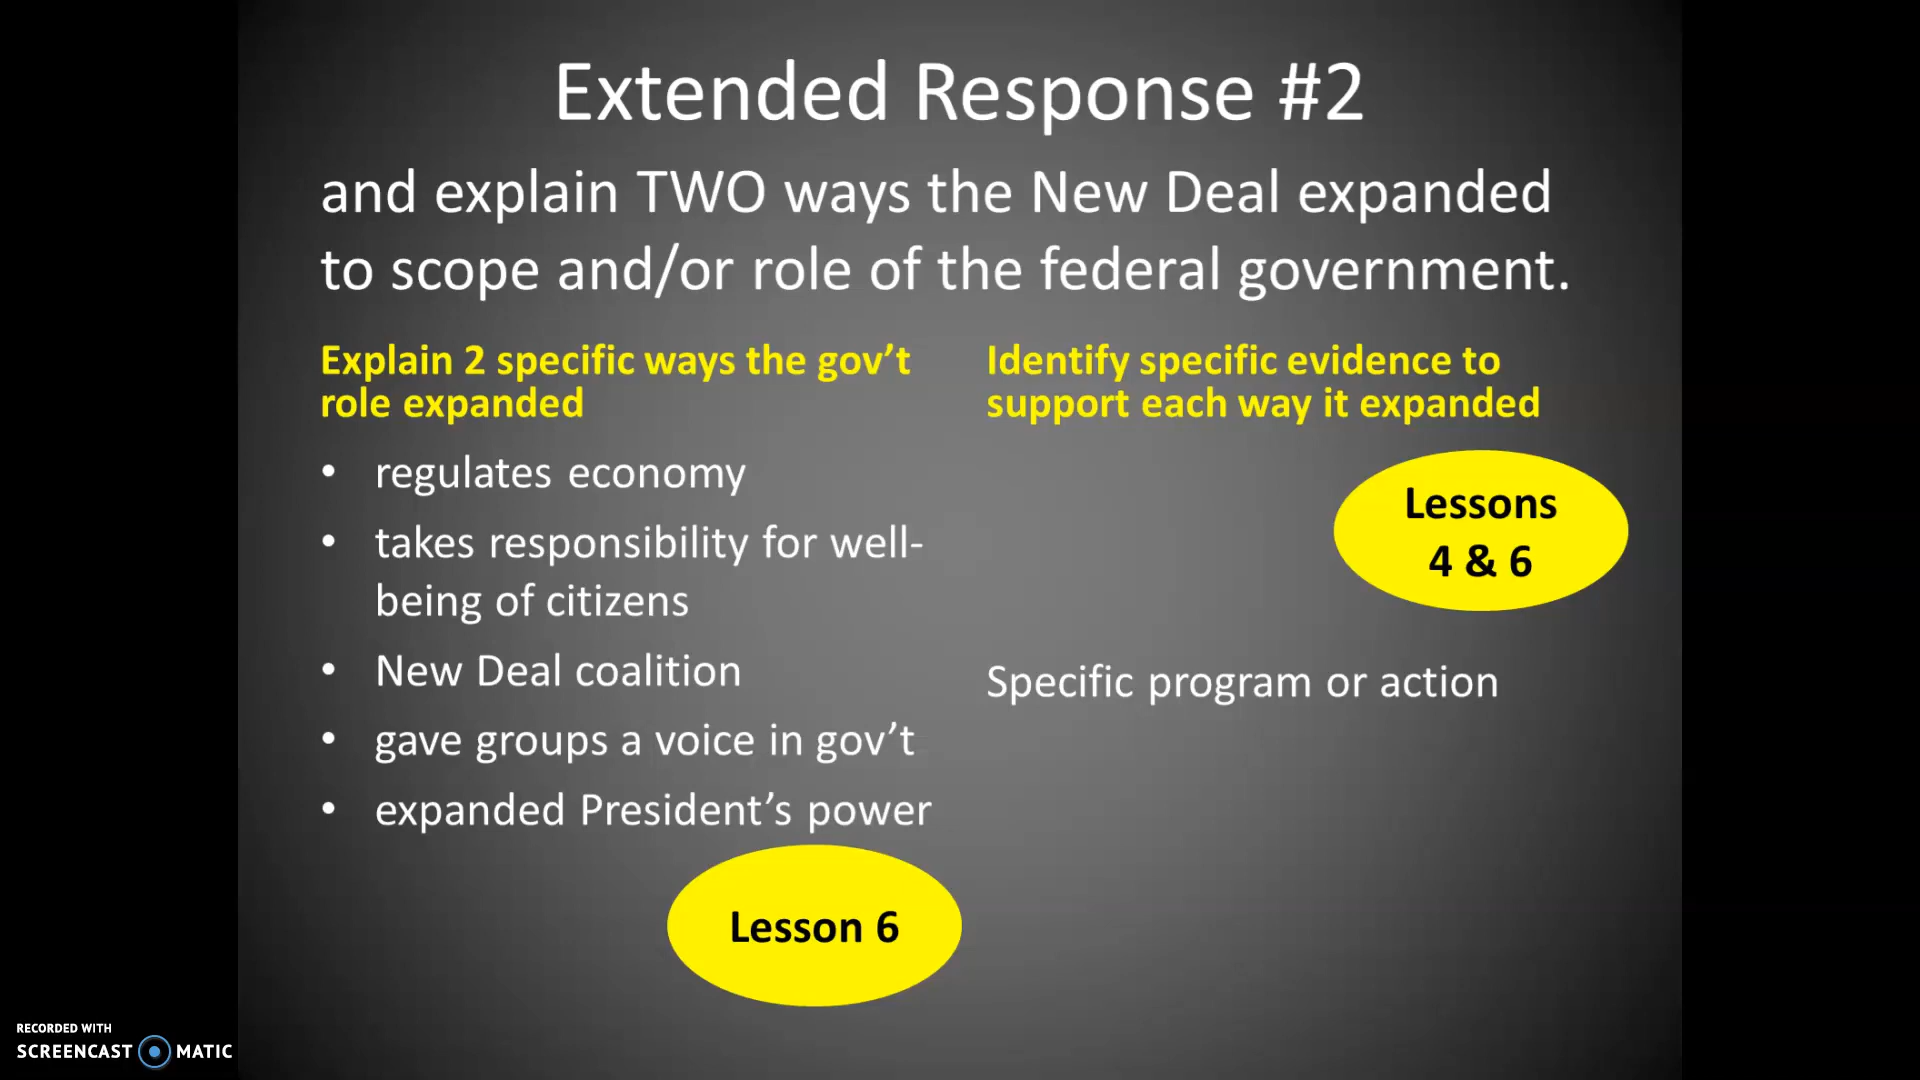 Extended Response #2
and explain TWO ways the New Deal expanded
to scope and/or role of the federal government.
Explain 2 specific ways the gov’t
role expanded
• regulates economy
• takes responsibility for well-
being of citizens
• New Deal coalition
• gave groups a voice in gov’t
• expanded President’s power
Lesson 6
Identify specific evidence to
support each way it expanded
Lessons
4 & 6
Specific program or action
RECORDED WITH
SCREENCAST MATIC